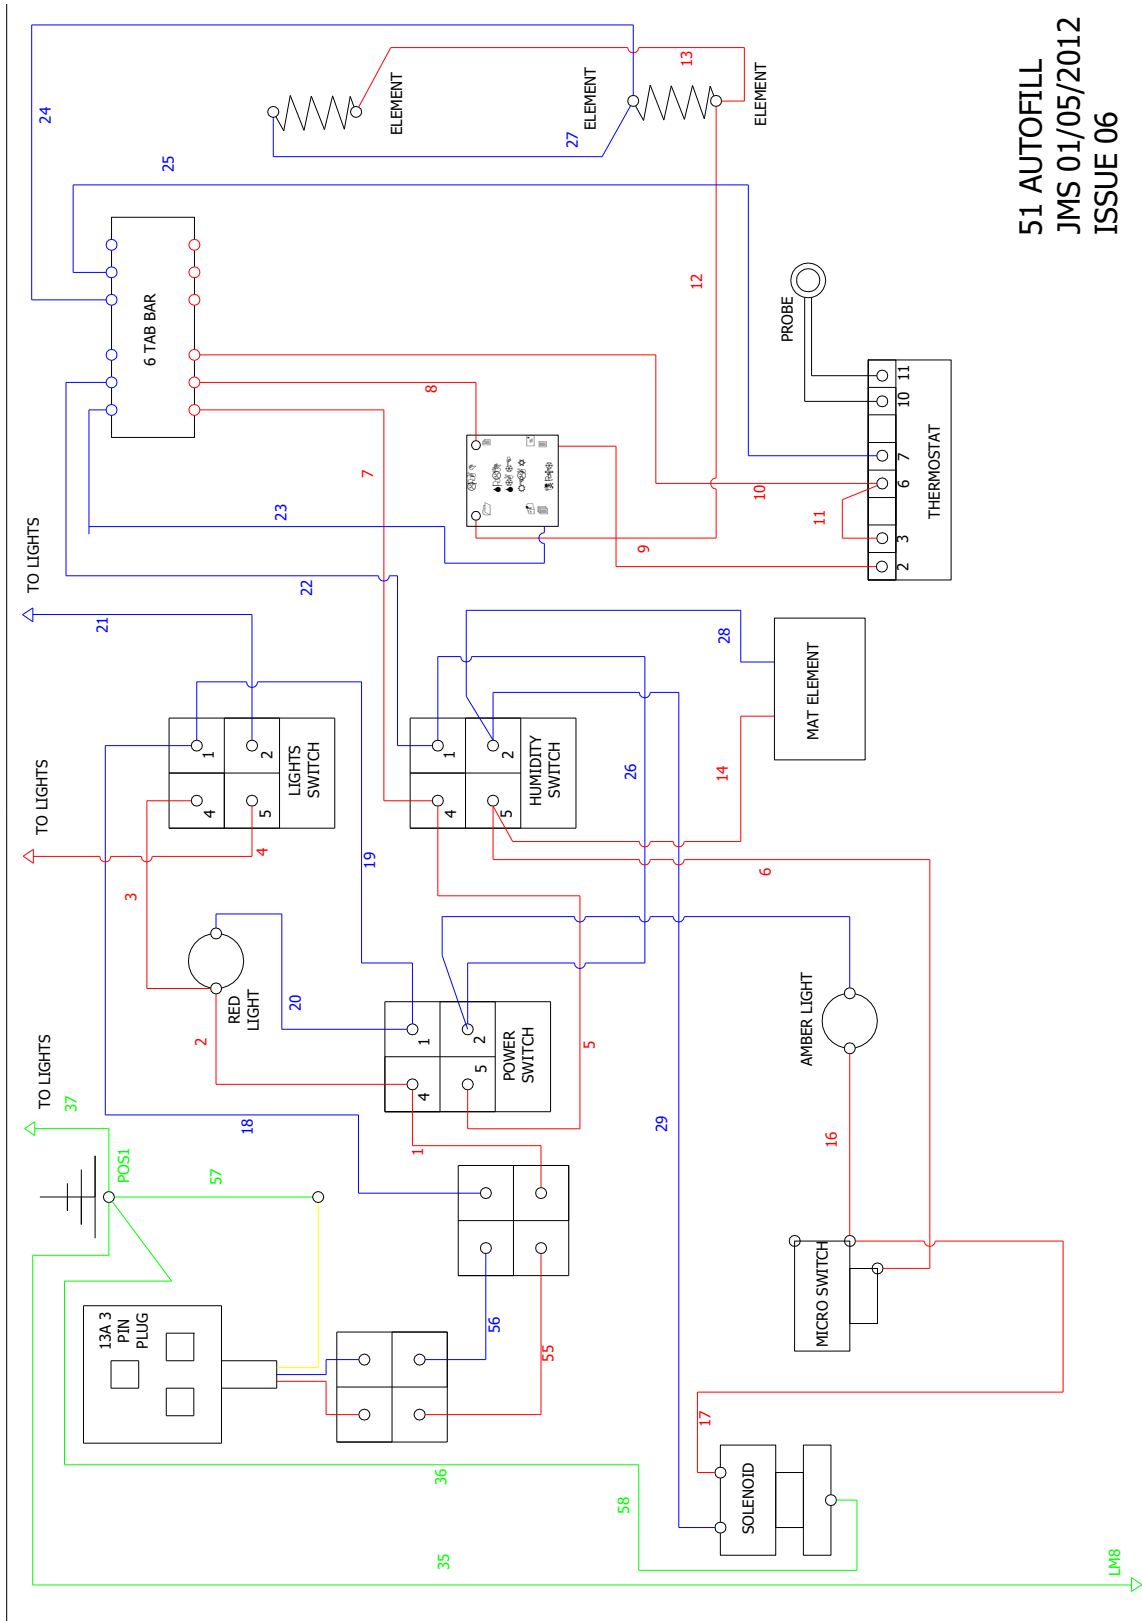 51 AUTOFILL
JMS 01/05/2012
ISSUE 06
13A 3
PIN
PLUG
POS1
57
37
TO LIGHTS
36
35
58
LM8
56
55
18
1
2
RED
LIGHT
20
3
TO LIGHTS
4
19
4
1
5
2
POWER
SWITCH
5
4
1
5
2
LIGHTS
SWITCH
21
TO LIGHTS
22
23
4
1
5
2
HUMIDITY
SWITCH
26
28
14
6
29
MAT ELEMENT
AMBER LIGHT
16
MICRO SWITCH
17
SOLENOID
7
8
9
10
11
12
13
24
25
27
6 TAB BAR
ELEMENT
ELEMENT
ELEMENT
PROBE
2
3
6
7
10
11
THERMOSTAT